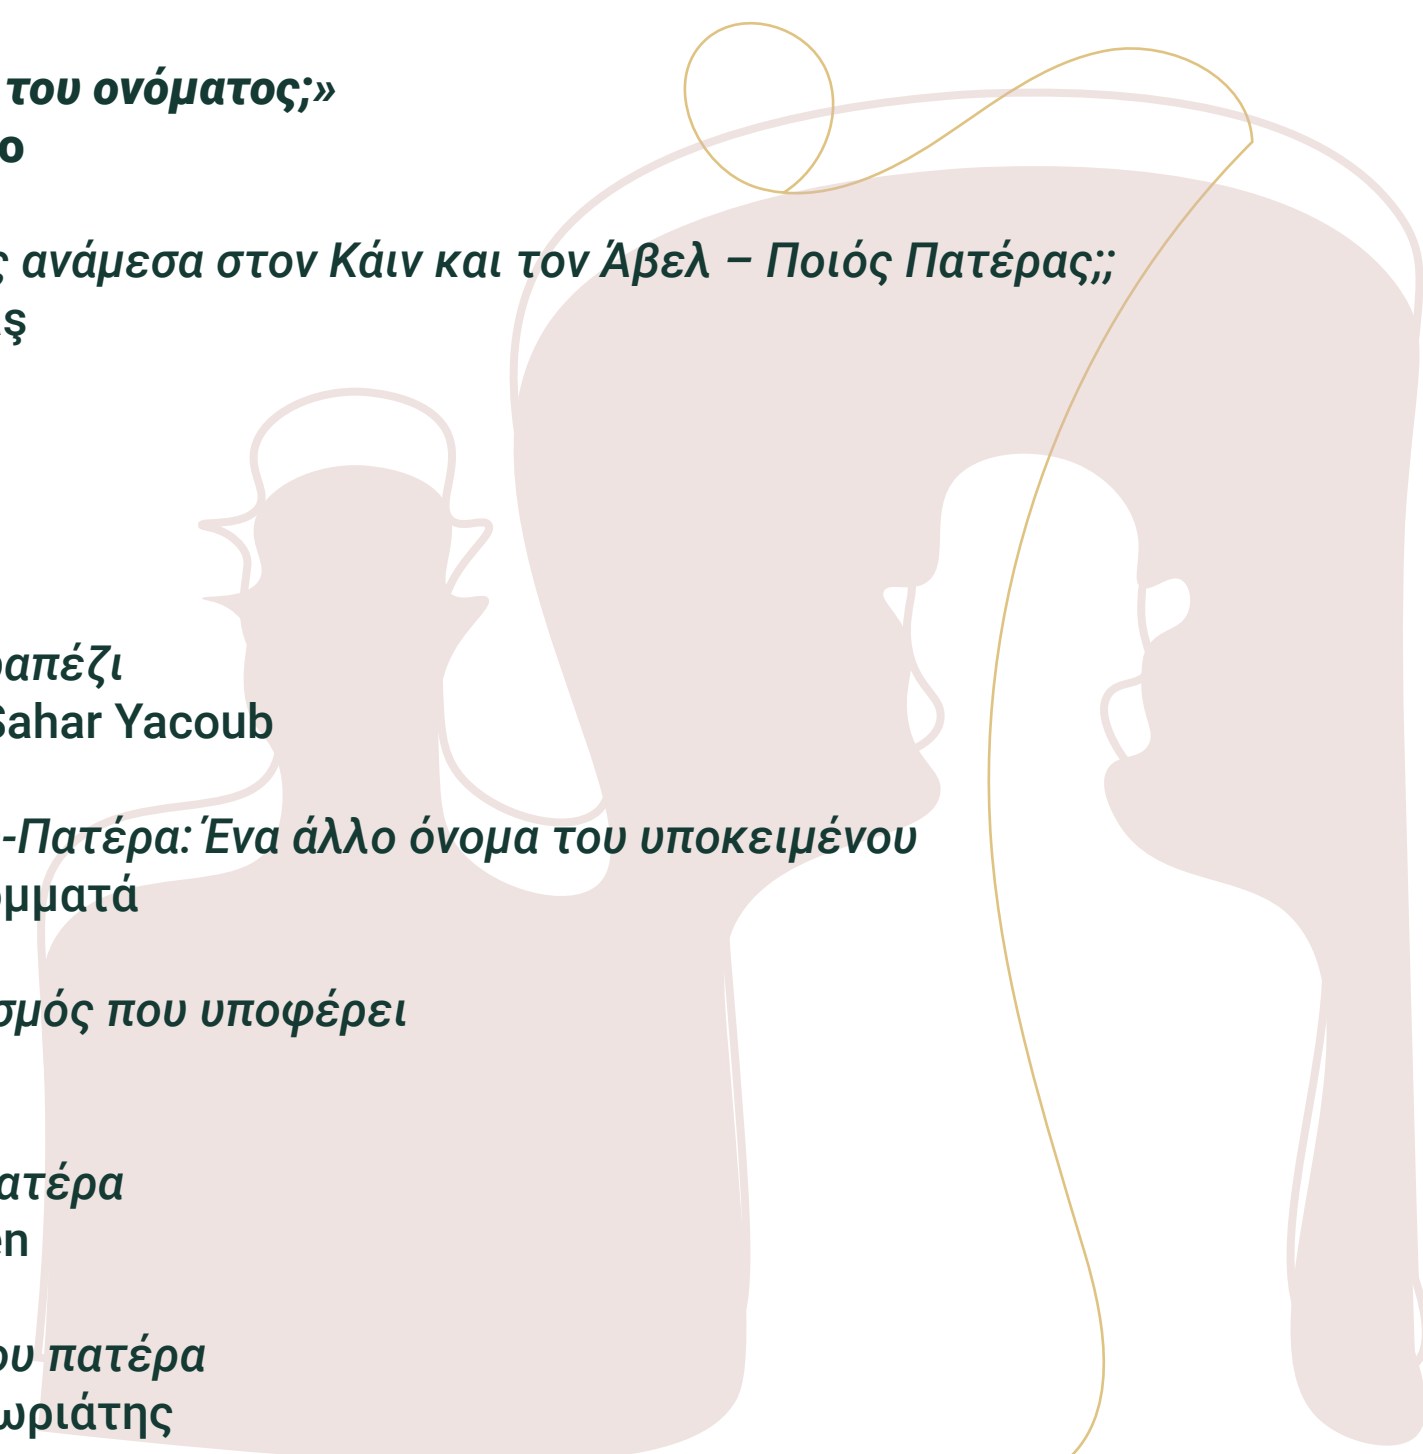 του ονόματος;»
ο
ς ανάμεσα στον Κάιν και τον Άβελ – Ποιός Πατέρας;;
ş
απέζι
Sahar Yacoub
-Πατέρα: Ένα άλλο όνομα του υποκειμένου
ομματά
σμός που υποφέρει
ατέρα
en
ου πατέρα
ωριάτης